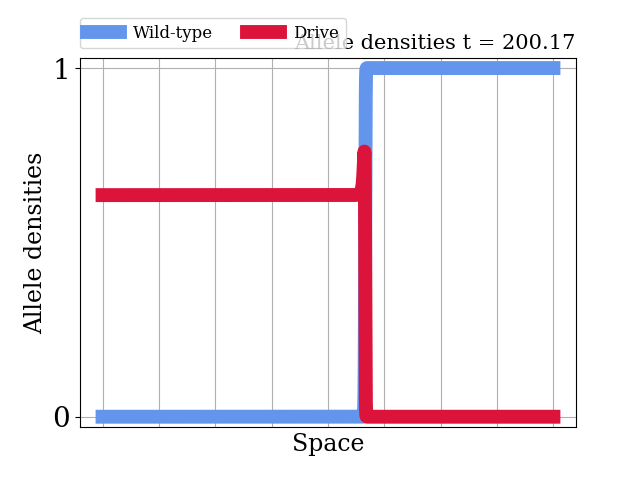 Wild-type Drive
Allele densities t = 200.17
1
Allele densities
0
Space